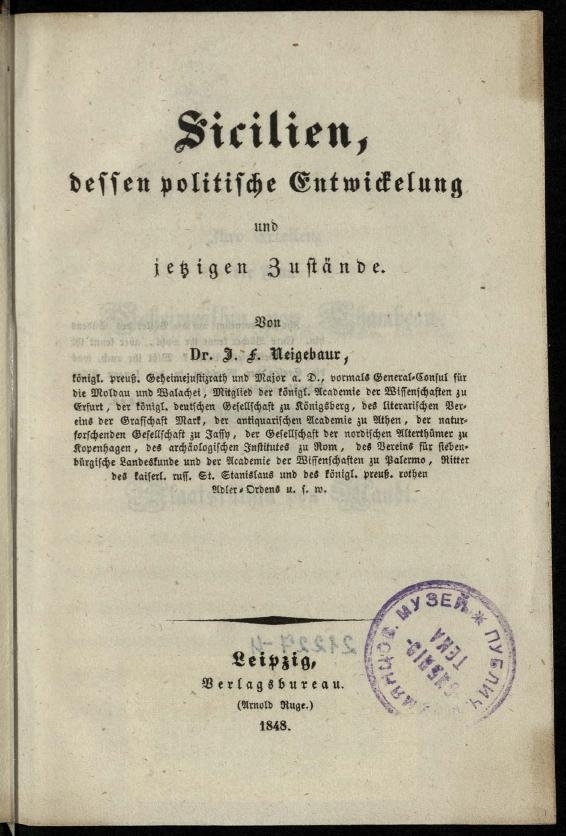 Sicilien,
dessen politische Entwickelung
und
jetzigen Zustände.
Von
Dr. J. F. Neigebaur,
königl. preuß. Geheimejustizrath und Major a. D., vormals General-Consul für
die Moldau und Walachei, Mitglied der königl. Academie der Wissenschaften zu
Erfurt, der königl. deutschen Gesellschaft zu Königsberg, des literarischen Ver-
eins der Graffschaft Mark, der antiquarischen Academie zu Athen, der natur-
forschenden Gesellschaft zu Jassy, der Gesellschaft der nordischen Alterthümer zu
Kopenhagen, des archäologischen Institutes zu Rom, des Vereins für sieben-
bürgische Landeskunde und der Academie der Wissenschaften zu Palermo, Ritter
des kaiserl. russ. St. Stanislaus und des königl. preuß. rothen
Adler-Ordens u. s. w.
Leipzig,
Verlagsbureau.
(Arnold Ruge.)
1848.
МУЗЕЙ * ПУБЛИЧ
ТЕКА